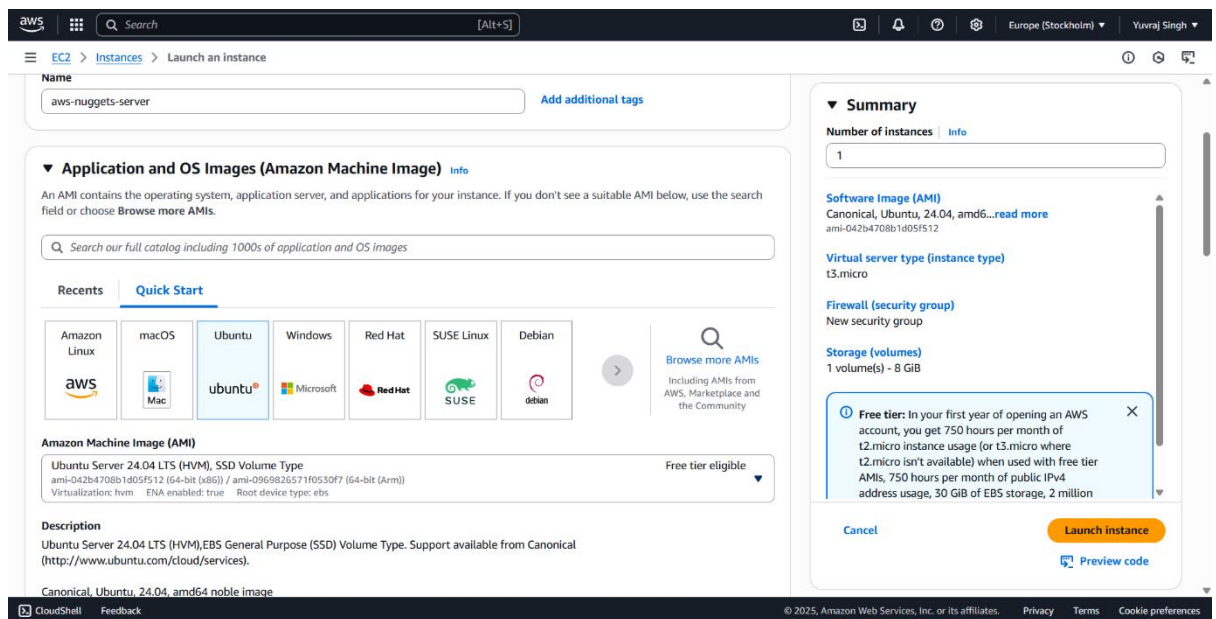 aws
Search [Alt+S]
Europe (Stockholm) ▼ Yuvraj Singh ▼
EC2 > Instances > Launch an instance
Name
aws-nuggets-server
Add additional tags
▼ Application and OS Images (Amazon Machine Image) Info
An AMI contains the operating system, application server, and applications for your instance. If you don't see a suitable AMI below, use the search
field or choose Browse more AMIs.
Search our full catalog including 1000s of application and OS images
Recents Quick Start
Amazon
Linux
aws
macOS
Mac
Ubuntu
ubuntu®
Windows
Microsoft
Red Hat
Red Hat
SUSE Linux
SUSE
Debian
debian
Browse more AMIs
Including AMIs from
AWS, Marketplace and
the Community
Amazon Machine Image (AMI)
Ubuntu Server 24.04 LTS (HVM), SSD Volume Type Free tier eligible
ami-042b4708b1d05f512 (64-bit (x86)) / ami-0969826571f0530f7 (64-bit (Arm))
Virtualization: hvm ENA enabled: true Root device type: ebs
Description
Ubuntu Server 24.04 LTS (HVM),EBS General Purpose (SSD) Volume Type. Support available from Canonical
(http://www.ubuntu.com/cloud/services).
Canonical, Ubuntu, 24.04, amd64 noble image
▼ Summary
Number of instances Info
1
Software Image (AMI)
Canonical, Ubuntu, 24.04, amd6...read more
ami-042b4708b1d05f512
Virtual server type (instance type)
t3.micro
Firewall (security group)
New security group
Storage (volumes)
1 volume(s) - 8 GiB
Free tier: In your first year of opening an AWS
account, you get 750 hours per month of
t2.micro instance usage (or t3.micro where
t2.micro isn't available) when used with free tier
AMIs, 750 hours per month of public IPv4
address usage, 30 GiB of EBS storage, 2 million
Cancel
Launch instance
Preview code
CloudShell Feedback
© 2025, Amazon Web Services, Inc. or its affiliates. Privacy Terms Cookie preferences